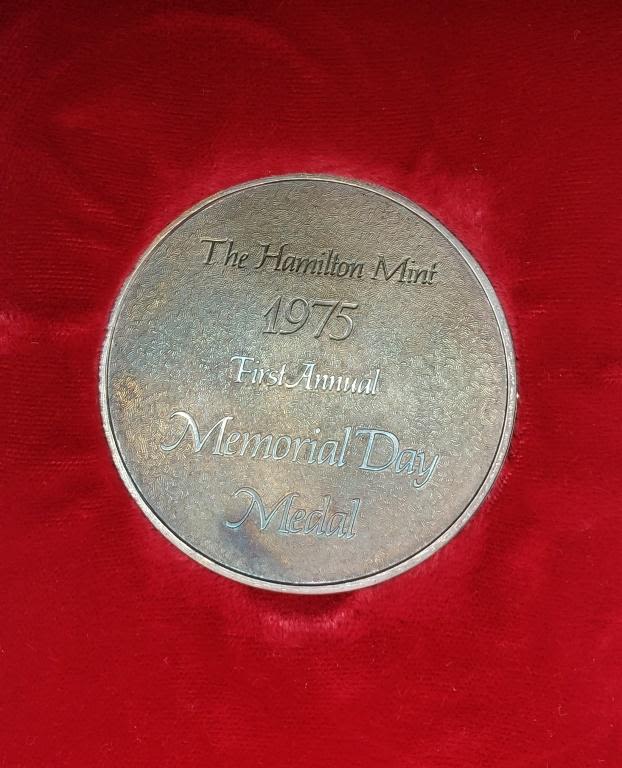 The Hamilton Mint
1975
First Annual
Memorial Day
Medal